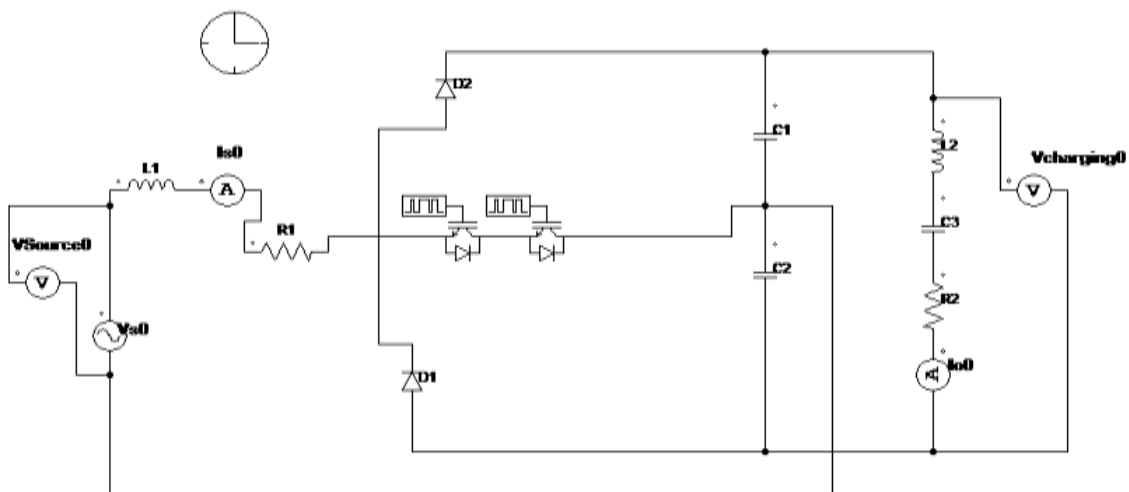 D2
L1
Is0
A
C1
L2
Vcharging0
V
R1
C3
VSource0
V
C2
R2
Vs0
D1
A
Io0